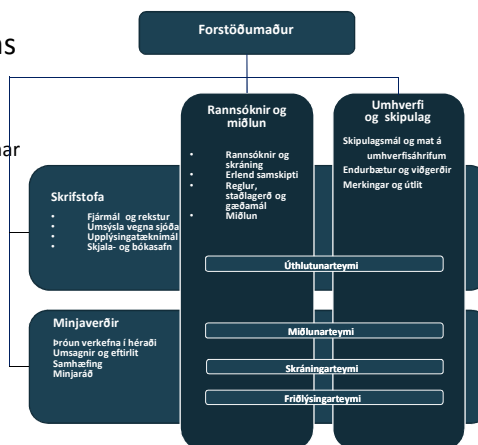 ns
Forstöðumaður
nar
Rannsóknir og
miðlun
• Rannsóknir og
skráning
• Erlend samskipti
• Reglur,
staðlagerð og
gæðamál
• Miðlun
Umhverfi
og skipulag
Skipulagsmál og mat á
umhverfisáhrifum
Endurbætur og viðgerðir
Merkingar og útlit
Skrifstofa
• Fjármál og rekstur
• Umsýsla vegna sjóða
• Upplýsingatæknimál
• Skjala- og bókasafn
Úthlutunarteymi
Minjaverðir
Þróun verkefna í héraði
Umsagnir og eftirlit
Samhæfing
Minjaráð
Miðlunarteymi
Skráningarteymi
Friðlýsingarteymi